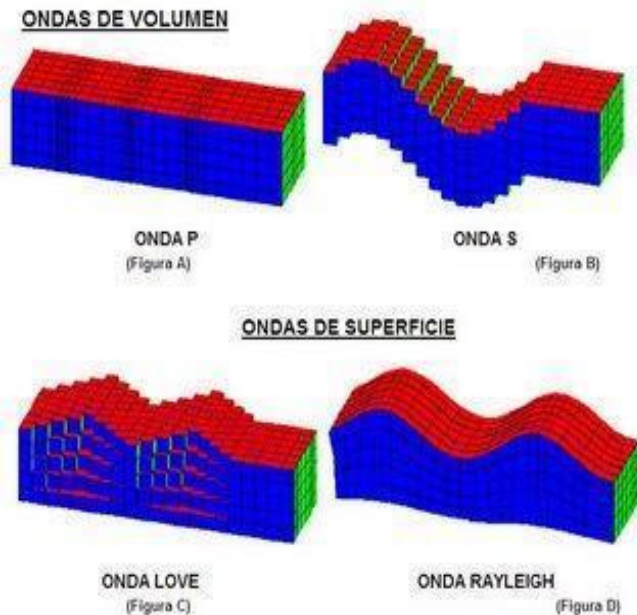 ONDAS DE VOLUMEN
ONDA P
(Figura A)
ONDA S
(Figura B)
ONDAS DE SUPERFICIE
ONDA LOVE
(Figura C)
ONDA RAYLEIGH
(Figura D)